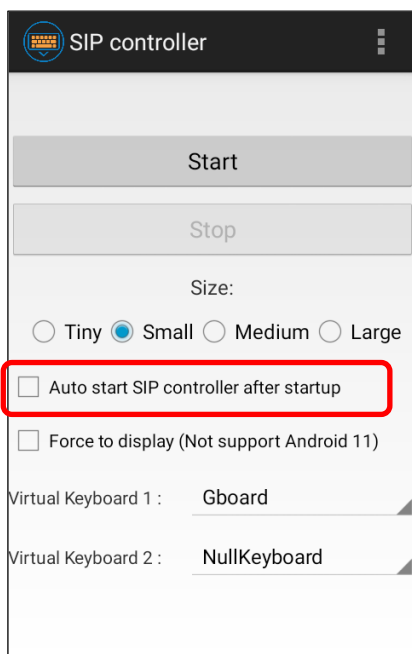 SIP controller
Start
Stop
Size:
Tiny Small Medium Large
Auto start SIP controller after startup
Force to display (Not support Android 11)
Virtual Keyboard 1 : Gboard
Virtual Keyboard 2 : NullKeyboard